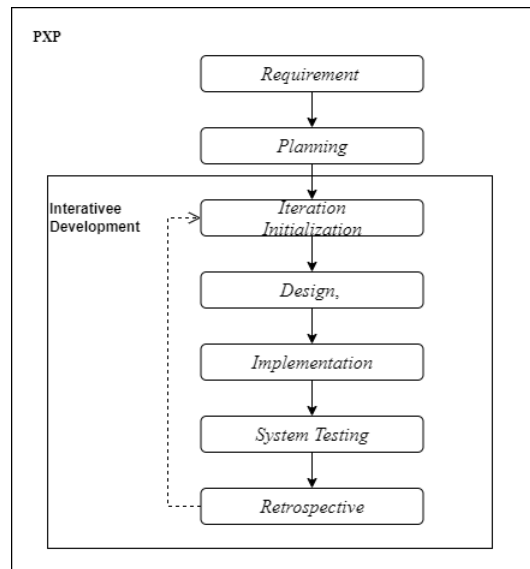 PXP
Requirement
Planning
Interativee
Development
Iteration
Initialization
Design,
Implementation
System Testing
Retrospective